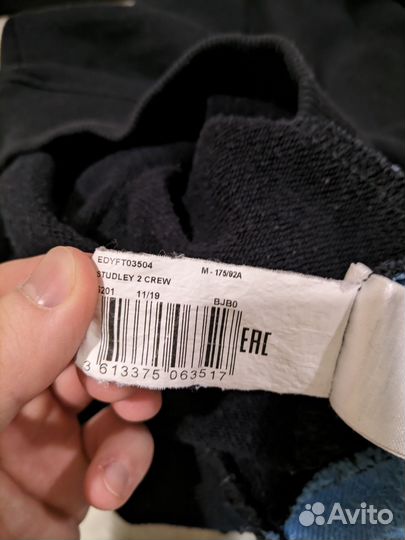 EDYFT03504
STUDLEY 2 CREW M - 175/92A
11/19 BJB0
EAC
3 613375 063517
Avito